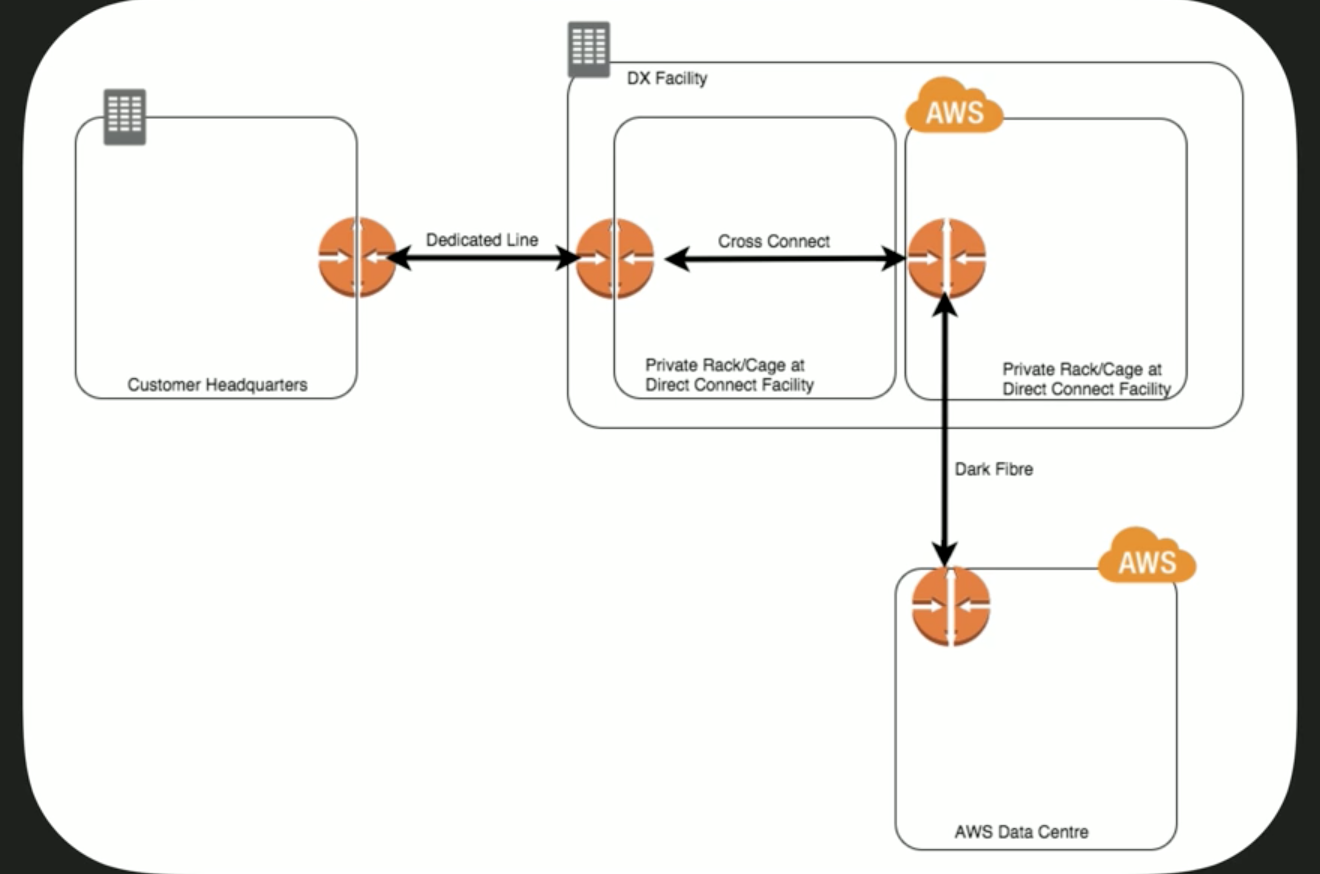 DX Facility
AWS
Dedicated Line
Cross Connect
Customer Headquarters
Private Rack/Cage at
Direct Connect Facility
Private Rack/Cage at
Direct Connect Facility
Dark Fibre
AWS
AWS Data Centre